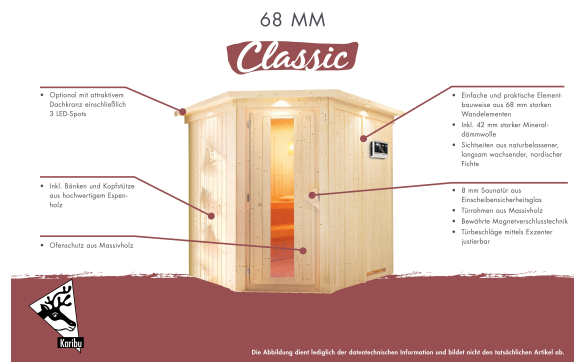 68 MM
Classic
• Optional mit attraktivem
Dachkranz einschließlich
3 LED-Spots
• Inkl. Bänken und Kopfstütze
aus hochwertigem Espen-
holz
• Ofenschutz aus Massivholz
• Einfache und praktische Element-
bauweise aus 68 mm starken
Wandelementen
• Inkl. 42 mm starker Mineral-
dämmwolle
• Sichtseiten aus naturbelassener,
langsam wachsender, nordischer
Fichte
• 8 mm Saunatür aus
Einscheibensicherheitsglas
• Türrahmen aus Massivholz
• Bewährte Magnetverschlusstechnik
• Türbeschläge mittels Exzenter
justierbar
Karibu
Die Abbildung dient lediglich der datentechnischen Information und bildet nicht den tatsächlichen Artikel ab.